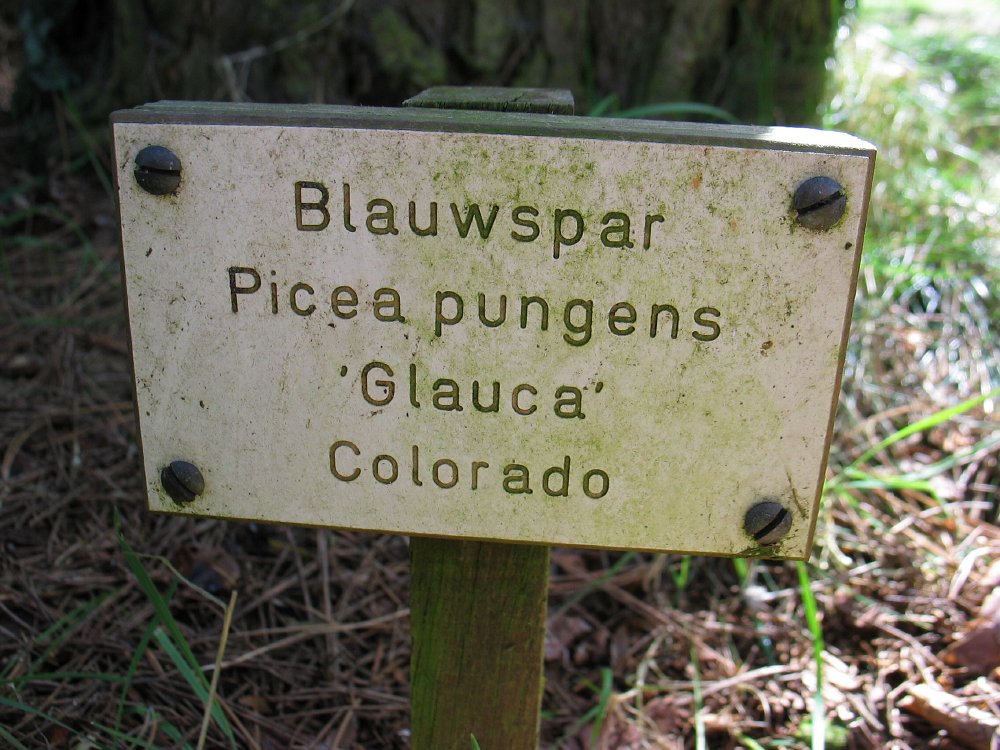 Blauwspar
Picea pungens
'Glauca'
Colorado